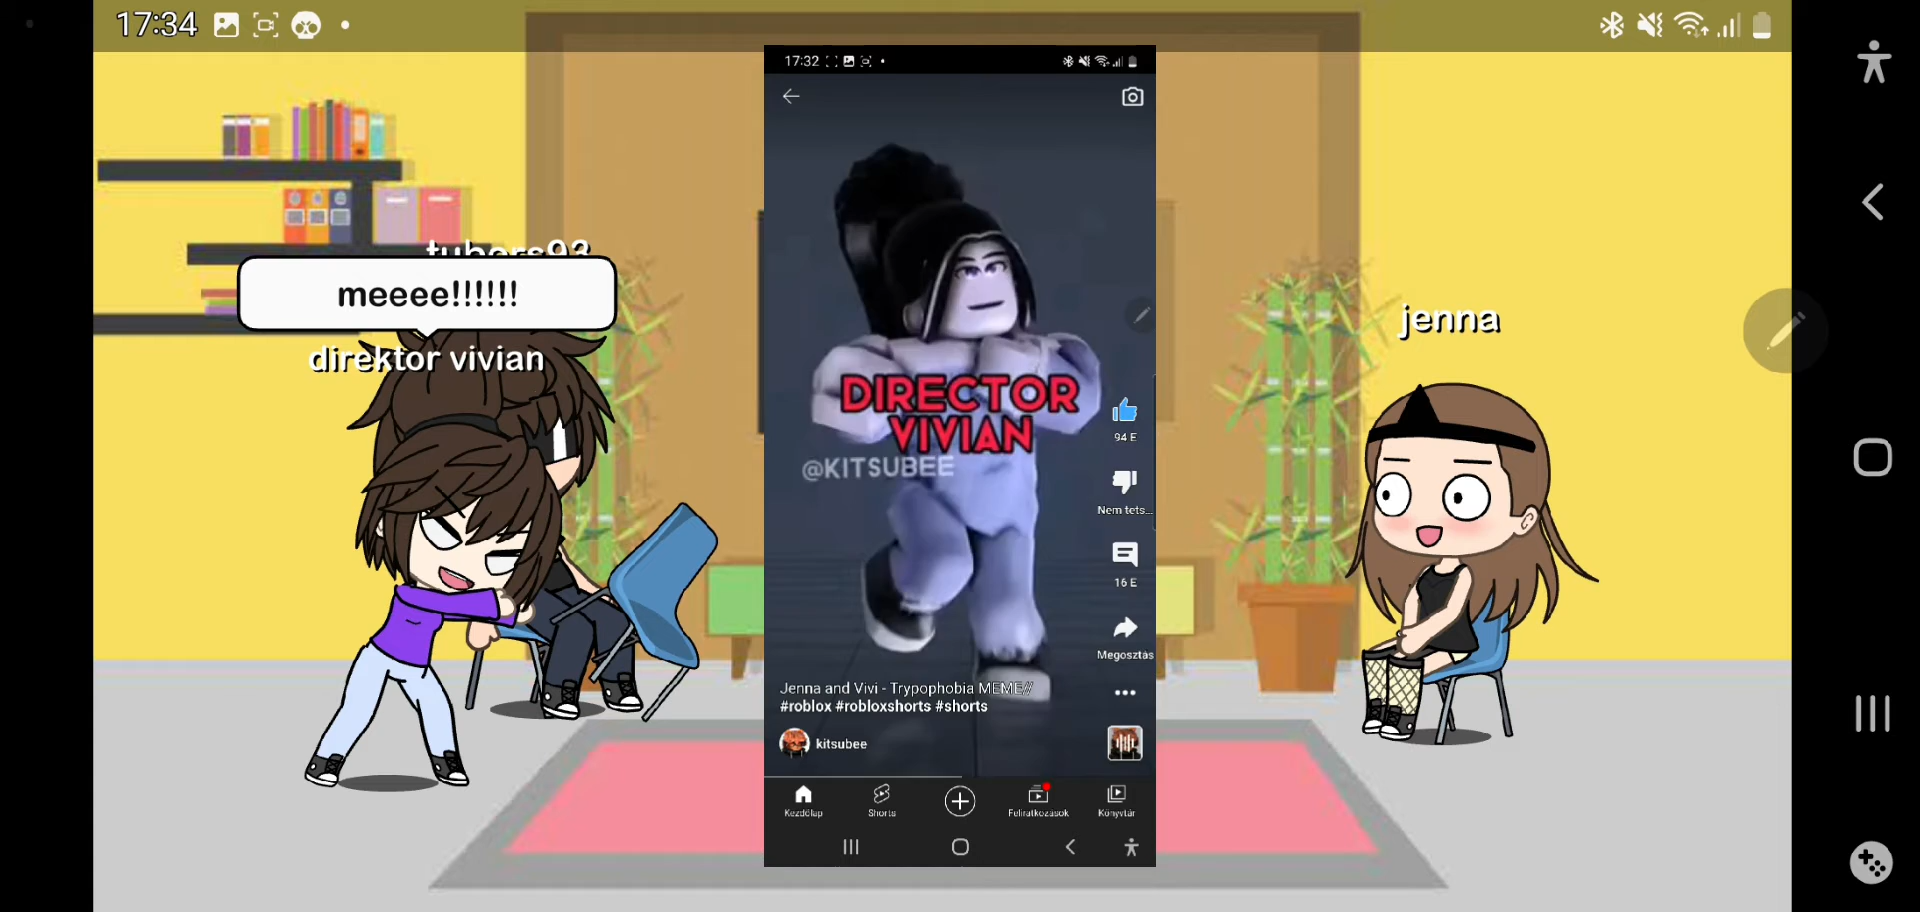 17:34
17:32
tubers93
meeee!!!!!!
direktor vivian
jenna
DIRECTOR
VIVIAN
@KITSUBEE
94 E
Nem tets...
16 E
Megosztás
Jenna and Vivi - Trypophobia MEME//
#roblox #robloxshorts #shorts
kitsubee
Kezdőlap
Shorts
Feliratkozások
Könyvtár